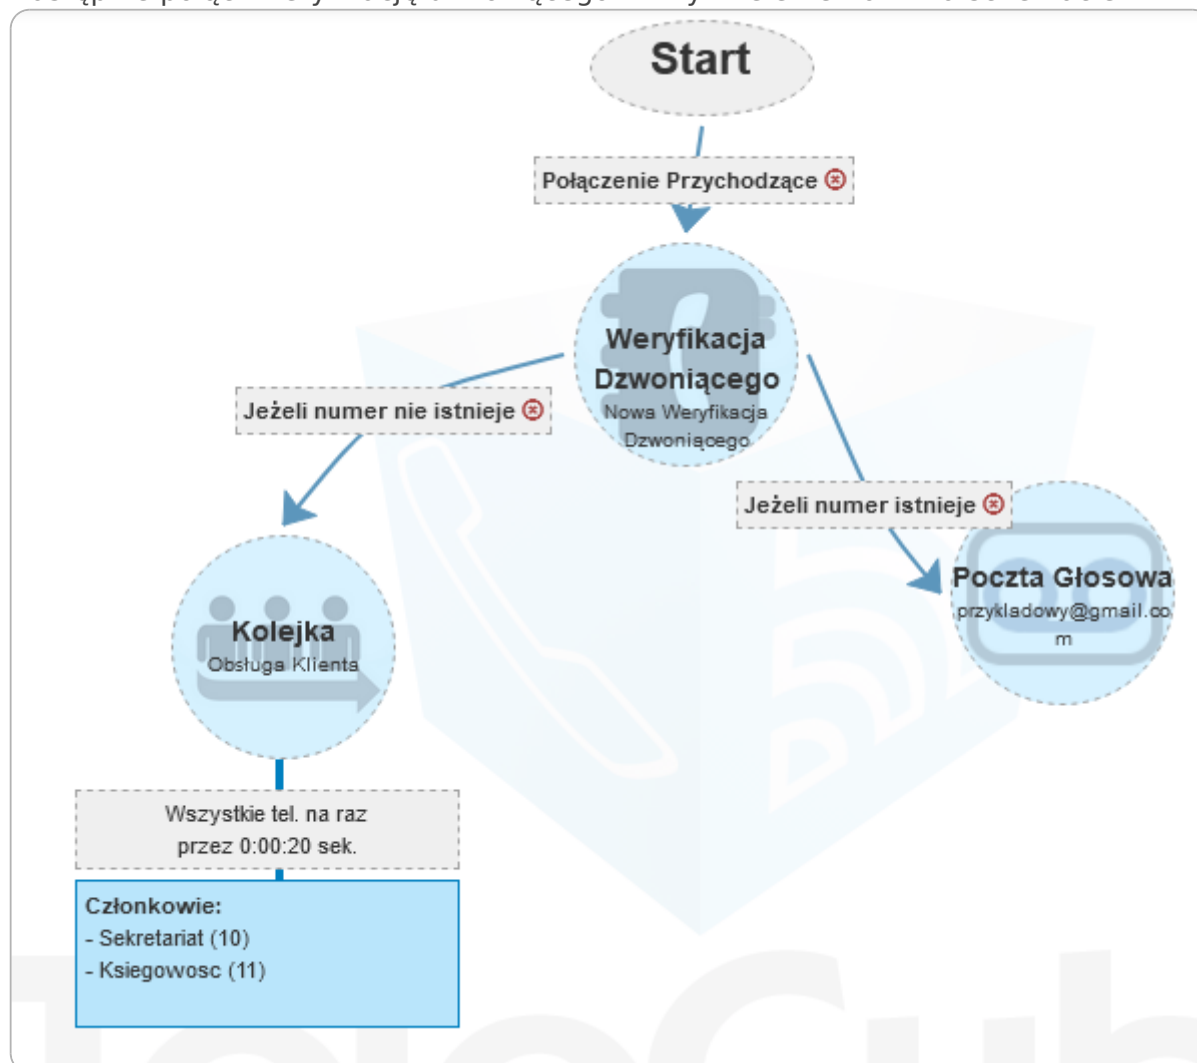 Start
Połączenie Przychodzące
Weryfikacja
Dzwoniącego
Nowa Weryfikacja
Dzwoniącego
Jeżeli numer nie istnieje
Jeżeli numer istnieje
Poczta Głosowa
przykladowy@gmail.co
m
Kolejka
Obsługa Klienta
Wszystkie tel. na raz
przez 0:00:20 sek.
Członkowie:
- Sekretariat (10)
- Ksiegowosc (11)
TeleCub